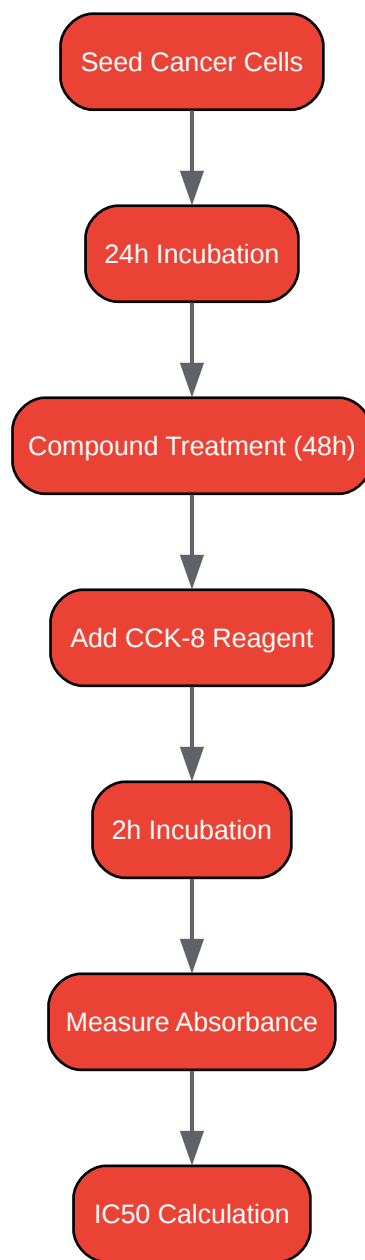 Seed Cancer Cells
24h Incubation
Compound Treatment (48h)
Add CCK-8 Reagent
2h Incubation
Measure Absorbance
IC50 Calculation